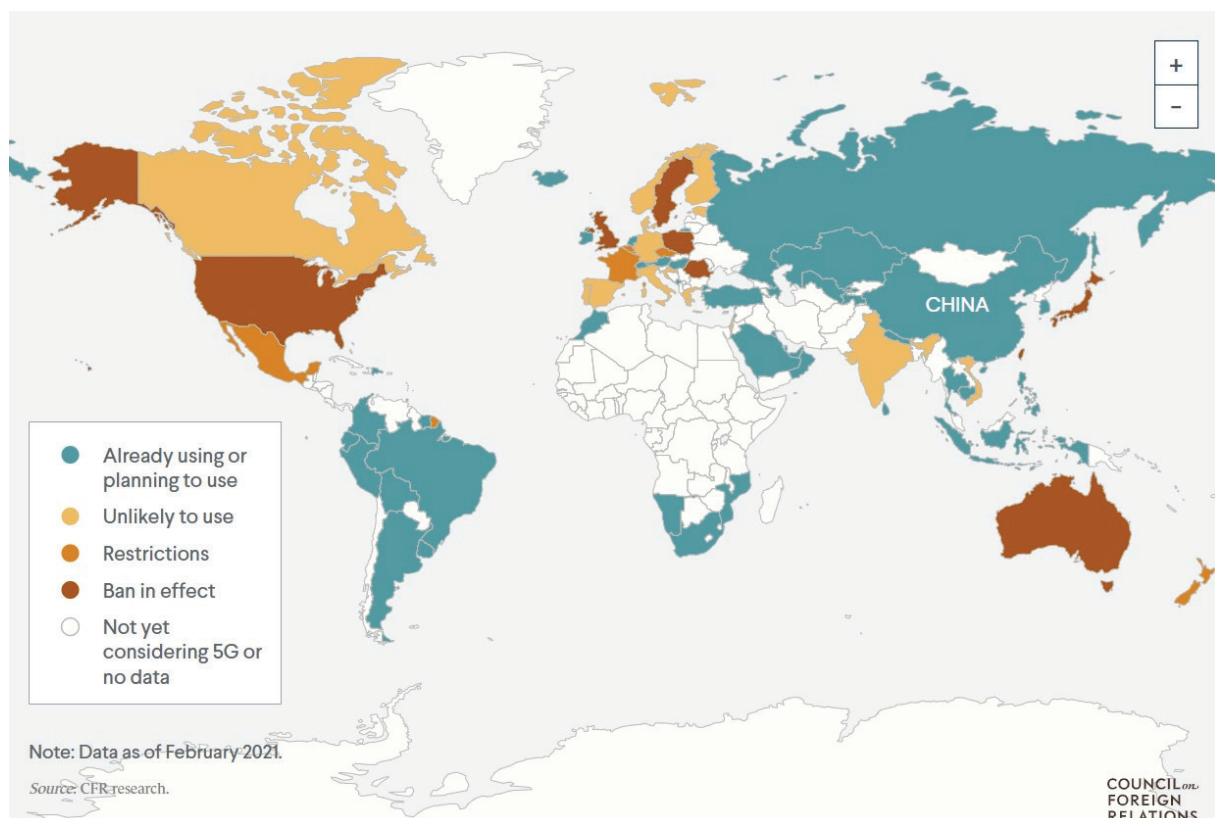 +
-
CHINA
Already using or
planning to use
Unlikely to use
Restrictions
Ban in effect
Not yet
considering 5G or
no data
Note: Data as of February 2021.
Source: CFR research.
COUNCIL on
FOREIGN
RELATIONS